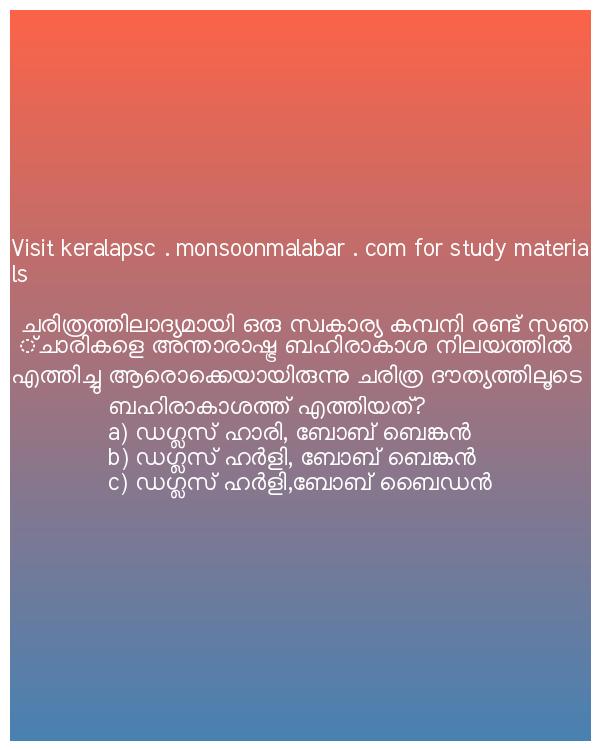 Visit keralapsc . monsoonmalabar . com for study materia
ls
ചരിത്രത്തിലാദ്യമായി ഒരു സ്വകാര്യ കമ്പനി രണ്ട് സഞ
്ചാരികളെ അന്താരാഷ്ട്ര ബഹിരാകാശ നിലയത്തിൽ
എത്തിച്ചു ആരൊക്കെയായിരുന്നു ചരിത്ര ദൗത്യത്തിലൂടെ
ബഹിരാകാശത്ത് എത്തിയത്?
a) ഡഗ്ലസ് ഹാരി, ബോബ് ബെങ്കൻ
b) ഡഗ്ലസ് ഹർളി, ബോബ് ബെങ്കൻ
c) ഡഗ്ലസ് ഹർളി,ബോബ് ബൈഡൻ